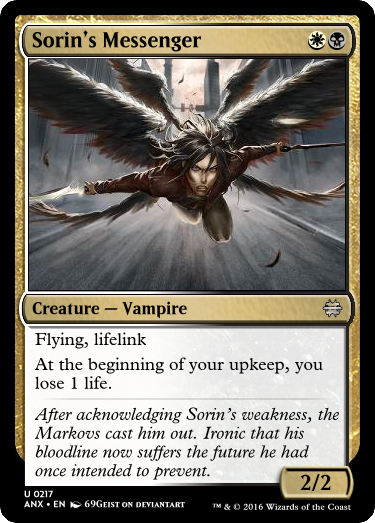 Sorin's Messenger
Creature — Vampire
Flying, lifelink
At the beginning of your upkeep, you
lose 1 life.
After acknowledging Sorin's weakness, the
Markovs cast him out. Ironic that his
bloodline now suffers the future he had
once intended to prevent.
2/2
U 0217
ANX • EN 69Geist on deviantart
™ & © 2016 Wizards of the Coast